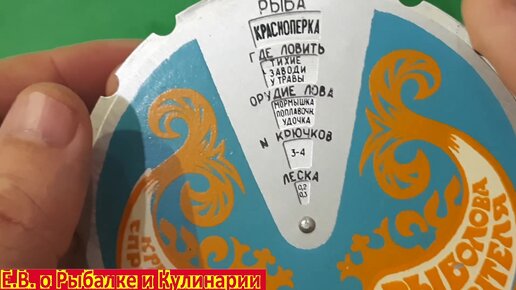 РЫБА
КРАСНОПЕРКА
ГДЕ ЛОВИТЬ
ТИХИЕ
ЗАВОДИ
У ТРАВЫ
ОРУДИЕ ЛОВА
МОРМЫШКА
ПОПЛАВОЧН.
УДОЧКА
N КРЮЧКОВ
3-4
ЛЕСКА
0,2
0,3
РЫБОЛОВА
Е.В. о Рыбалке и Кулинарии